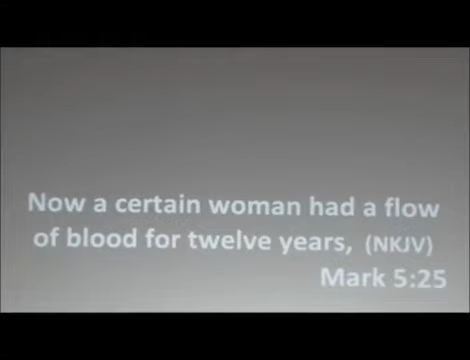 Now a certain woman had a flow
of blood for twelve years, (NKJV)
Mark 5:25